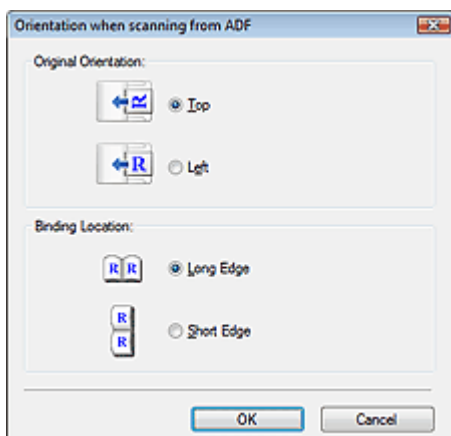 Orientation when scanning from ADF
Original Orientation:
R Top
R Left
Binding Location:
R R Long Edge
R
R
Short Edge
OK Cancel